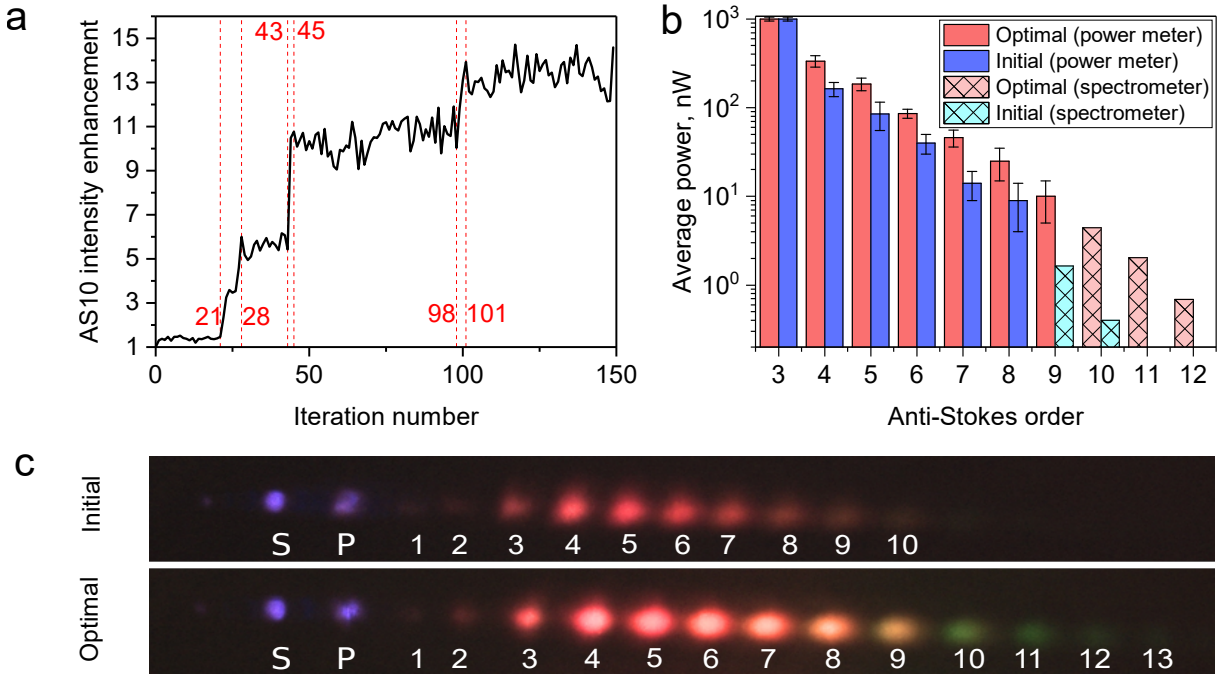 a
AS10 intensity enhancement
15
13
11
9
7
5
3
1
43 45
21 28
98 101
0 50 100 150
Iteration number
b
Average power, nW
10³
10²
10¹
10⁰
Optimal (power meter)
Initial (power meter)
Optimal (spectrometer)
Initial (spectrometer)
3 4 5 6 7 8 9 10 11 12
Anti-Stokes order
c
Initial
S P 1 2 3 4 5 6 7 8 9 10
Optimal
S P 1 2 3 4 5 6 7 8 9 10 11 12 13